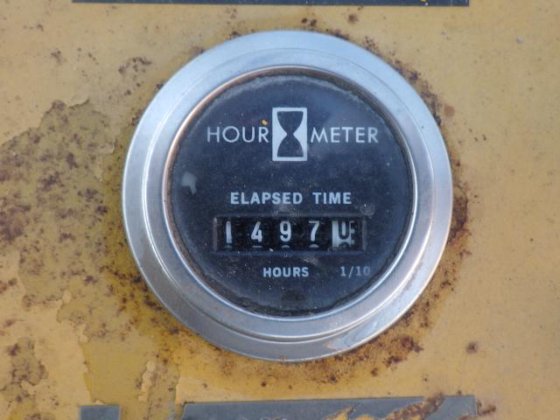 HOUR METER
ELAPSED TIME
1497
HOURS 1/10